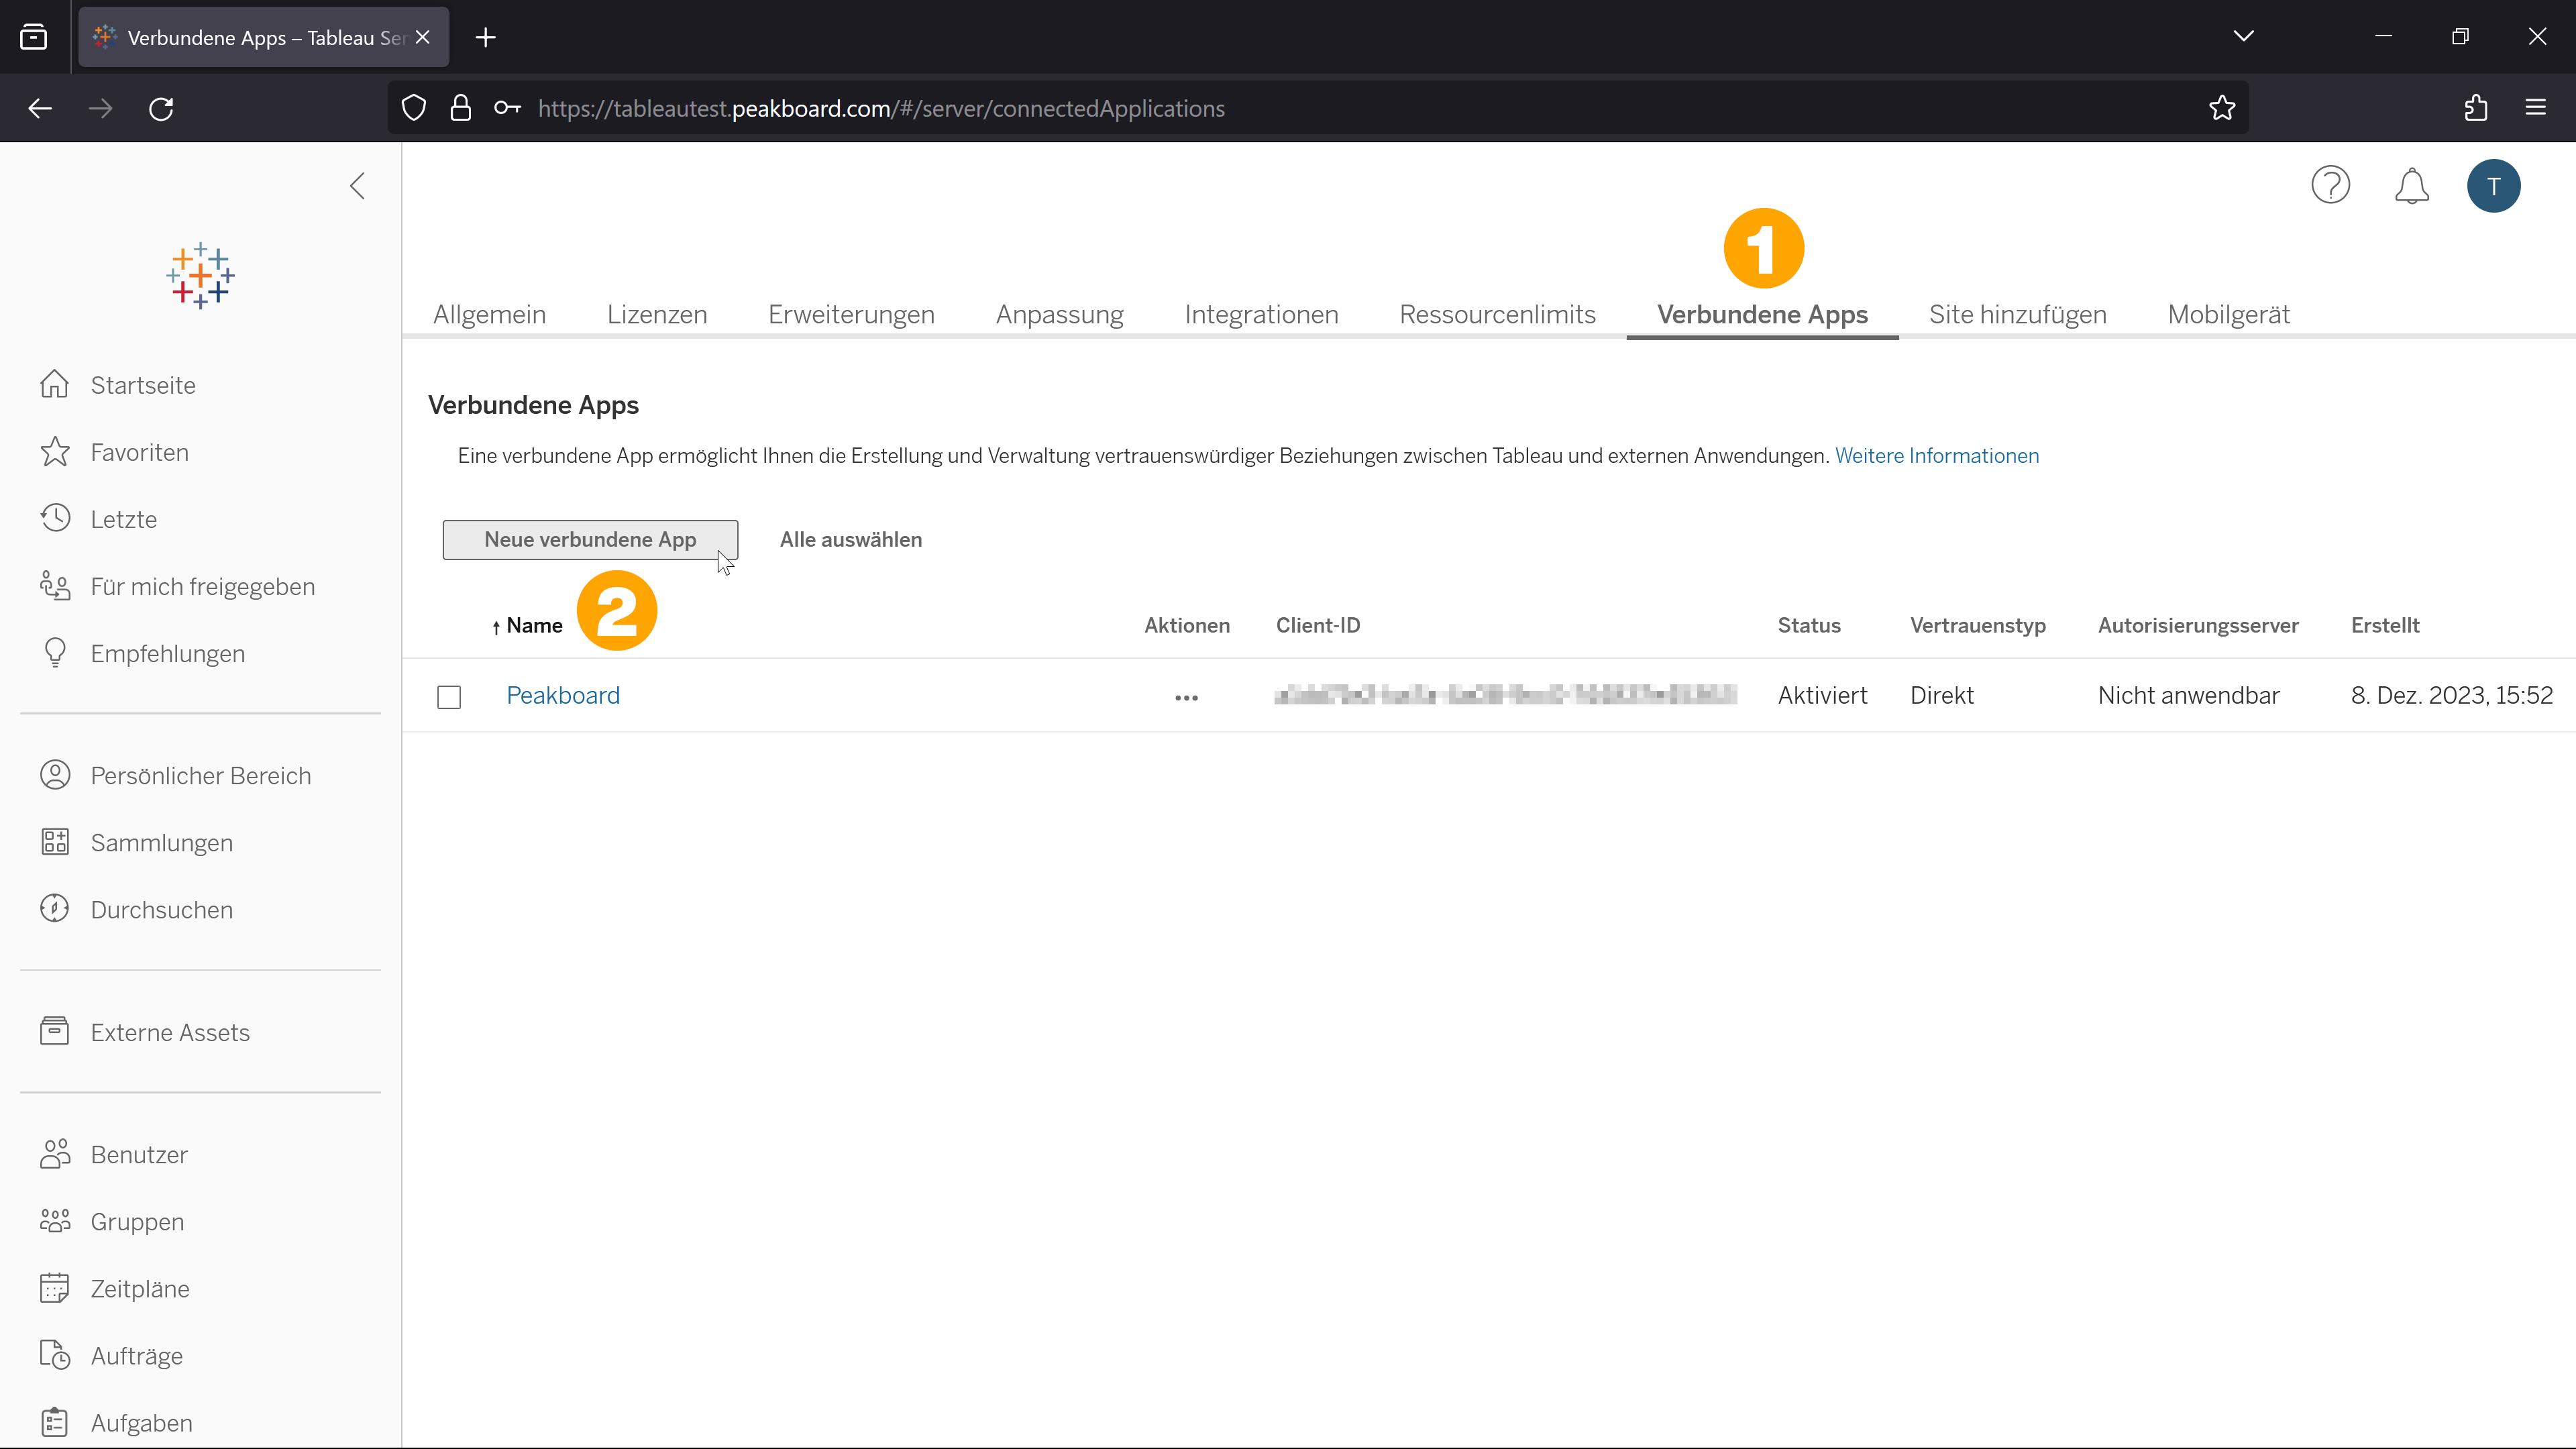 Verbundene Apps – Tableau Ser
https://tableautest.peakboard.com/#/server/connectedApplications
T
1
Allgemein Lizenzen Erweiterungen Anpassung Integrationen Ressourcenlimits Verbundene Apps Site hinzufügen Mobilgerät
Startseite
Favoriten
Letzte
Für mich freigegeben
Empfehlungen
Persönlicher Bereich
Sammlungen
Durchsuchen
Externe Assets
Benutzer
Gruppen
Zeitpläne
Aufträge
Aufgaben
Verbundene Apps
Eine verbundene App ermöglicht Ihnen die Erstellung und Verwaltung vertrauenswürdiger Beziehungen zwischen Tableau und externen Anwendungen. Weitere Informationen
Neue verbundene App Alle auswählen
2
↑ Name Aktionen Client-ID Status Vertrauenstyp Autorisierungsserver Erstellt
Peakboard ••• Aktiviert Direkt Nicht anwendbar 8. Dez. 2023, 15:52